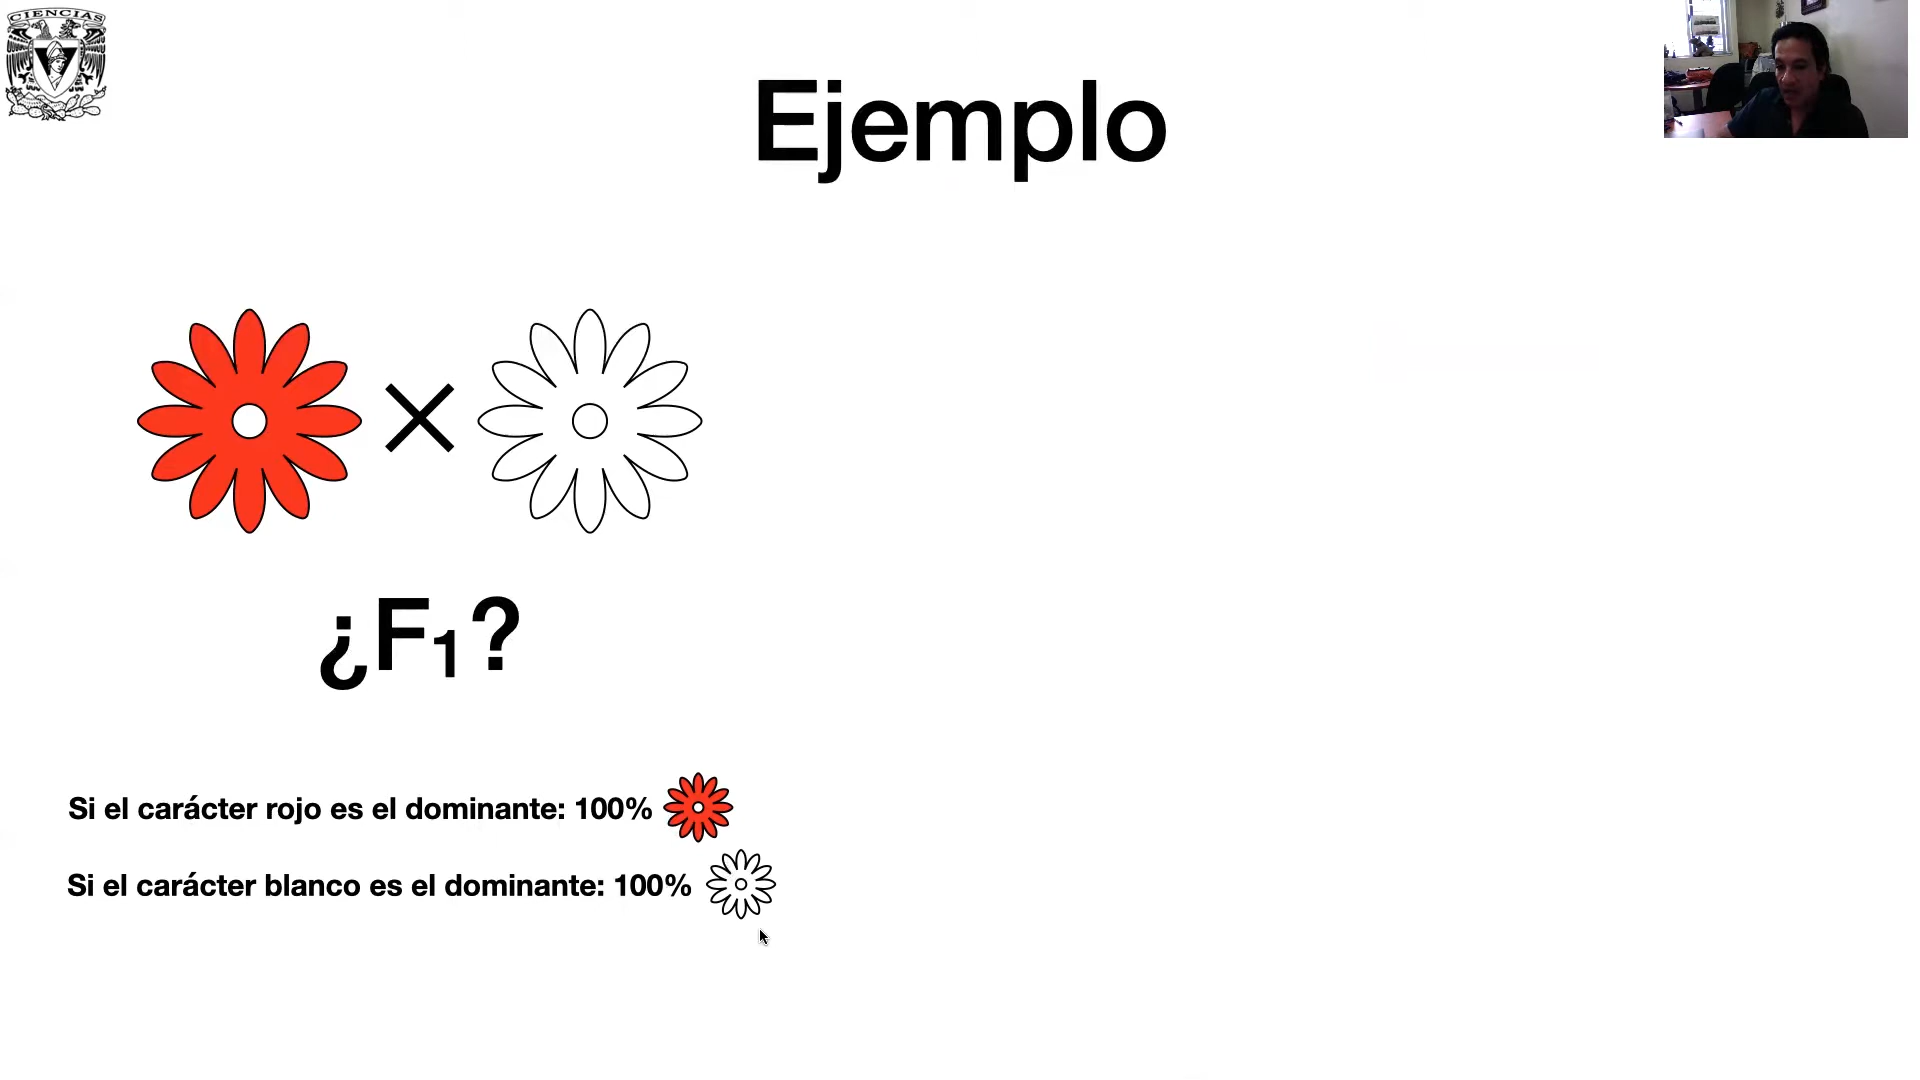 CIENCIAS
Ejemplo
¿F₁?
Si el carácter rojo es el dominante: 100%
Si el carácter blanco es el dominante: 100%